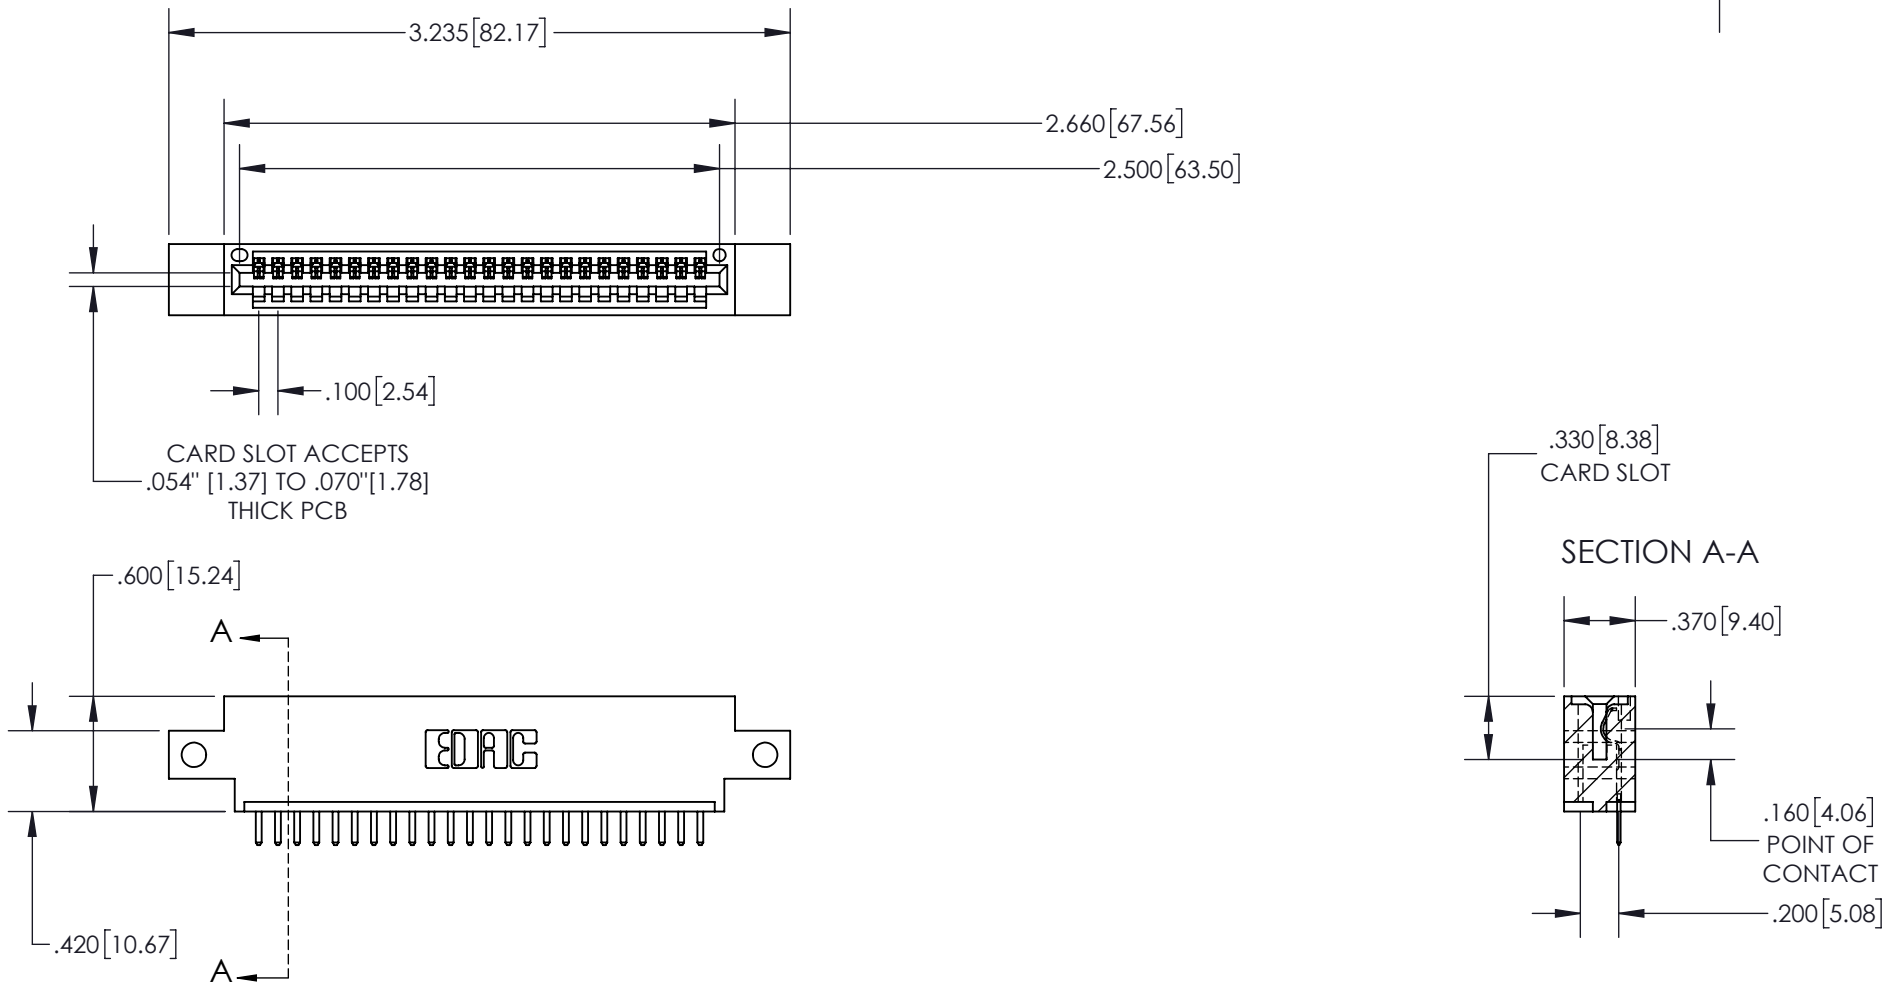 3.235[82.17]
2.660[67.56]
2.500[63.50]
.100[2.54]
CARD SLOT ACCEPTS
.054" [1.37] TO .070"[1.78]
THICK PCB
.330[8.38]
CARD SLOT
SECTION A-A
.600[15.24]
A
.370[9.40]
EDAC
.160[4.06]
POINT OF
CONTACT
.200[5.08]
.420[10.67]
A